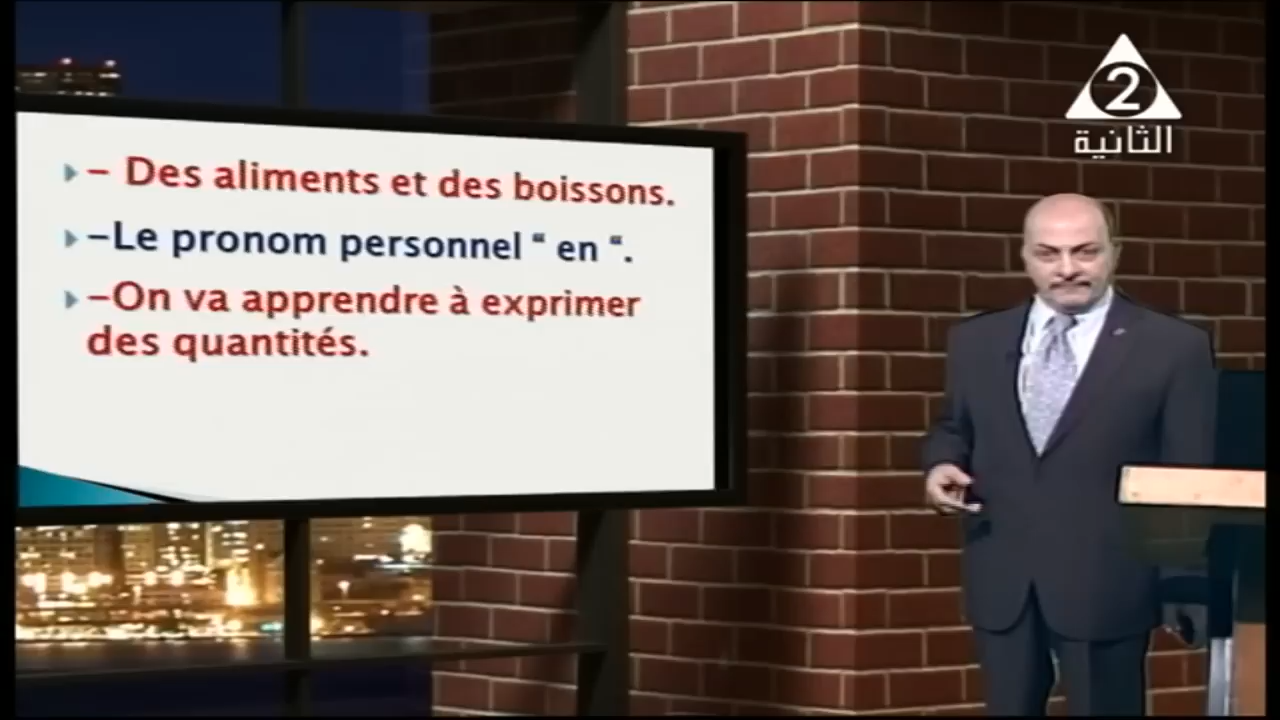 – Des aliments et des boissons.
–Le pronom personnel “ en “.
–On va apprendre à exprimer
des quantités.
2
الثانية